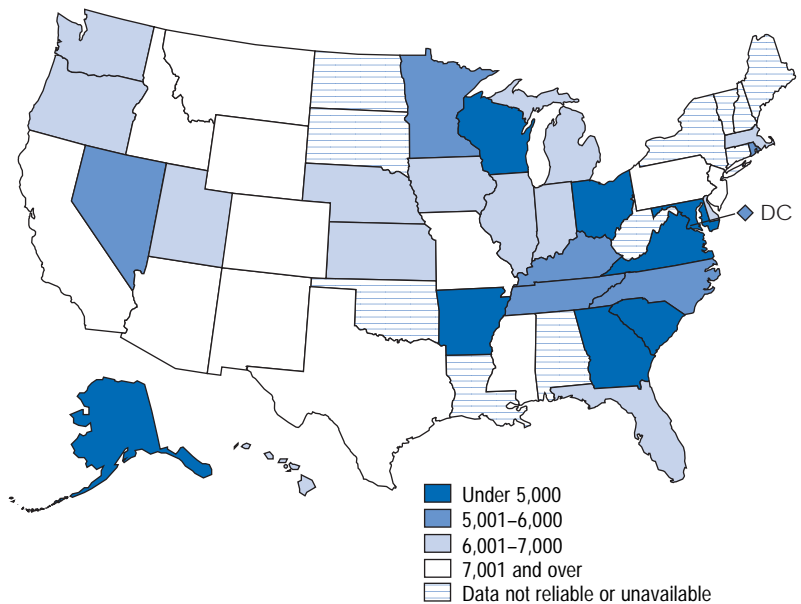 DC
Under 5,000
5,001–6,000
6,001–7,000
7,001 and over
Data not reliable or unavailable